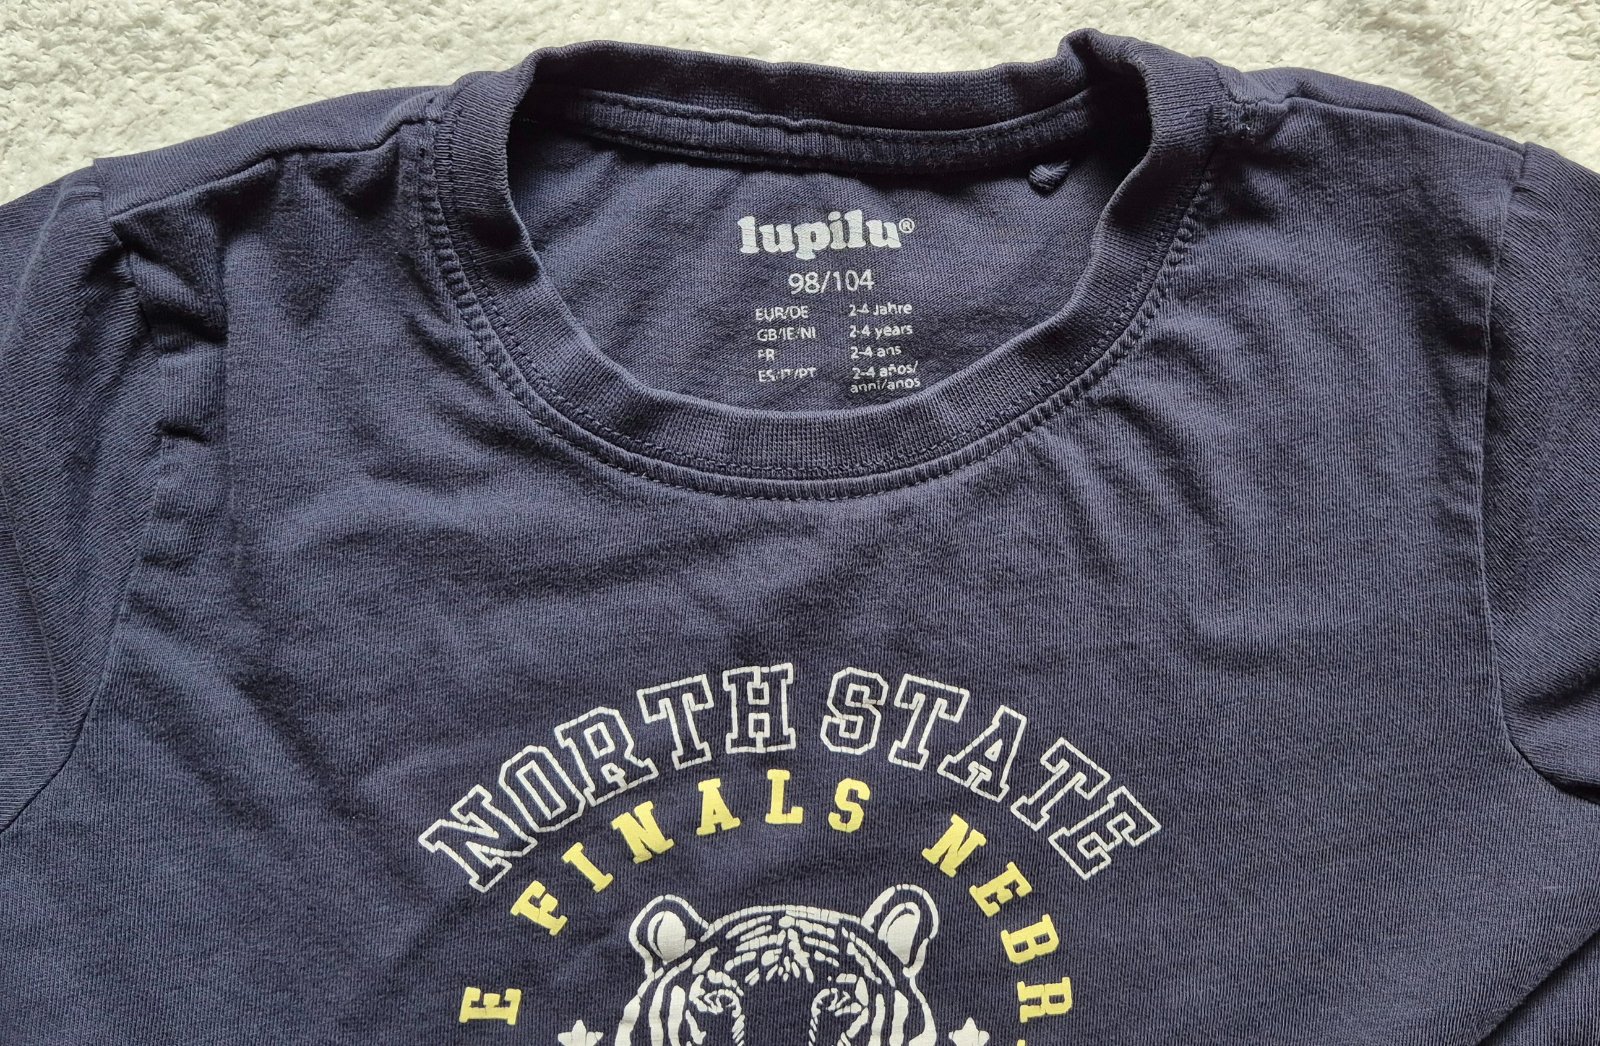 lupilu®
98/104
EUR/DE 2-4 Jahre
GB/IE/NI 2-4 years
FR 2-4 ans
ES/IT/PT 2-4 años/
anni/anos
NORTH STATE
E FINALS NEBR